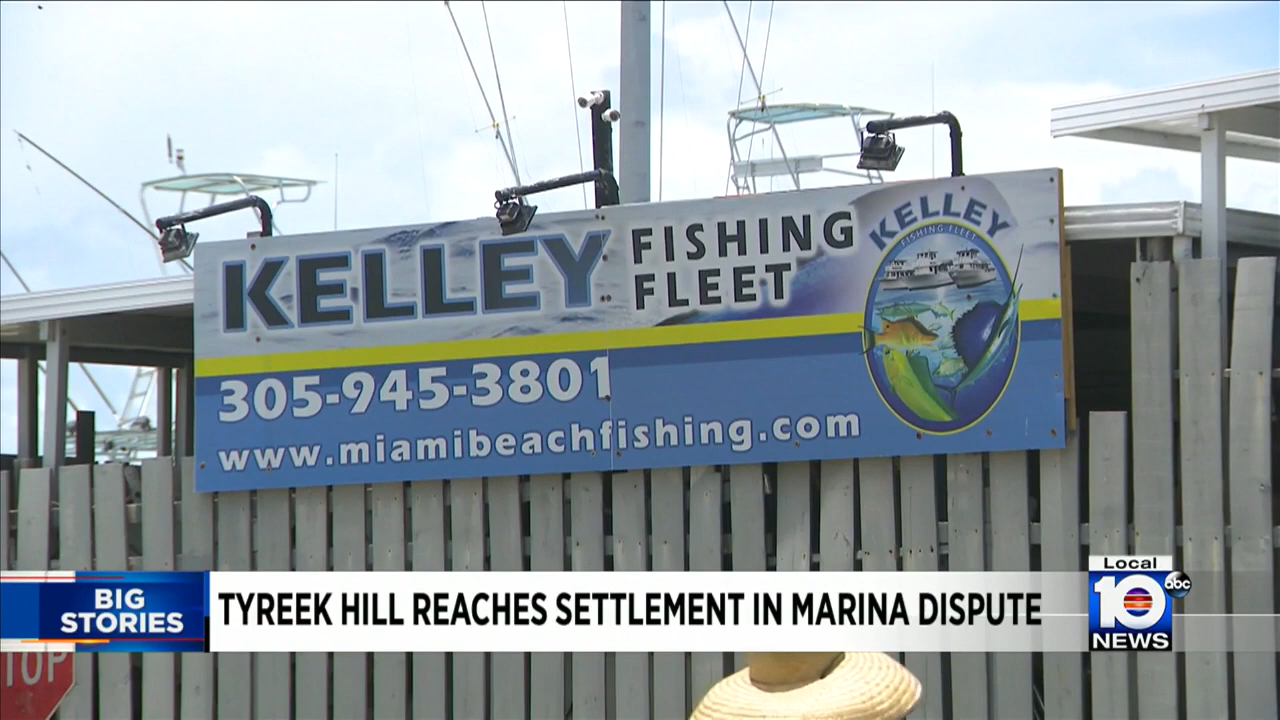 KELLEY FISHING
FLEET
KELLEY
FISHING FLEET
305-945-3801
www.miamibeachfishing.com
BIG
STORIES
TYREEK HILL REACHES SETTLEMENT IN MARINA DISPUTE
Local
10 abc
NEWS
TOP